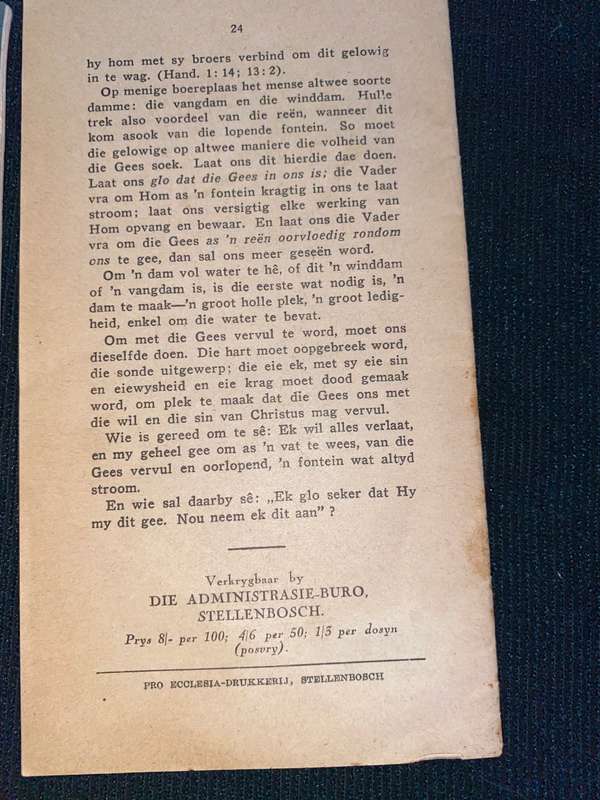 24
hy hom met sy broers verbind om dit gelowig
in te wag. (Hand. 1: 14; 13: 2).
Op menige boereplaas het mense altwee soorte
damme: die vangdam en die winddam. Hulle
trek also voordeel van die reën, wanneer dit
kom asook van die lopende fontein. So moet
die gelowige op altwee maniere die volheid van
die Gees soek. Laat ons dit hierdie dae doen.
Laat ons glo dat die Gees in ons is; die Vader
vra om Hom as 'n fontein kragtig in ons te laat
stroom; laat ons versigtig elke werking van
Hom opvang en bewaar. En laat ons die Vader
vra om die Gees as 'n reën oorvloedig rondom
ons te gee, dan sal ons meer geseën word.
Om 'n dam vol water te hê, of dit 'n winddam
of 'n vangdam is, is die eerste wat nodig is, 'n
dam te maak—'n groot holle plek, 'n groot ledig-
heid, enkel om die water te bevat.
Om met die Gees vervul te word, moet ons
dieselfde doen. Die hart moet oopgebreek word,
die sonde uitgewerp; die eie ek, met sy eie sin
en eiewysheid en eie krag moet dood gemaak
word, om plek te maak dat die Gees ons met
die wil en die sin van Christus mag vervul.
Wie is gereed om te sê: Ek wil alles verlaat,
en my geheel gee om as 'n vat te wees, van die
Gees vervul en oorlopend, 'n fontein wat altyd
stroom.
En wie sal daarby sê: „Ek glo seker dat Hy
my dit gee. Nou neem ek dit aan" ?
Verkrygbaar by
DIE ADMINISTRASIE-BURO,
STELLENBOSCH.
Prys 8/- per 100; 4/6 per 50; 1/3 per dosyn
(posvry).
PRO ECCLESIA-DRUKKERIJ, STELLENBOSCH